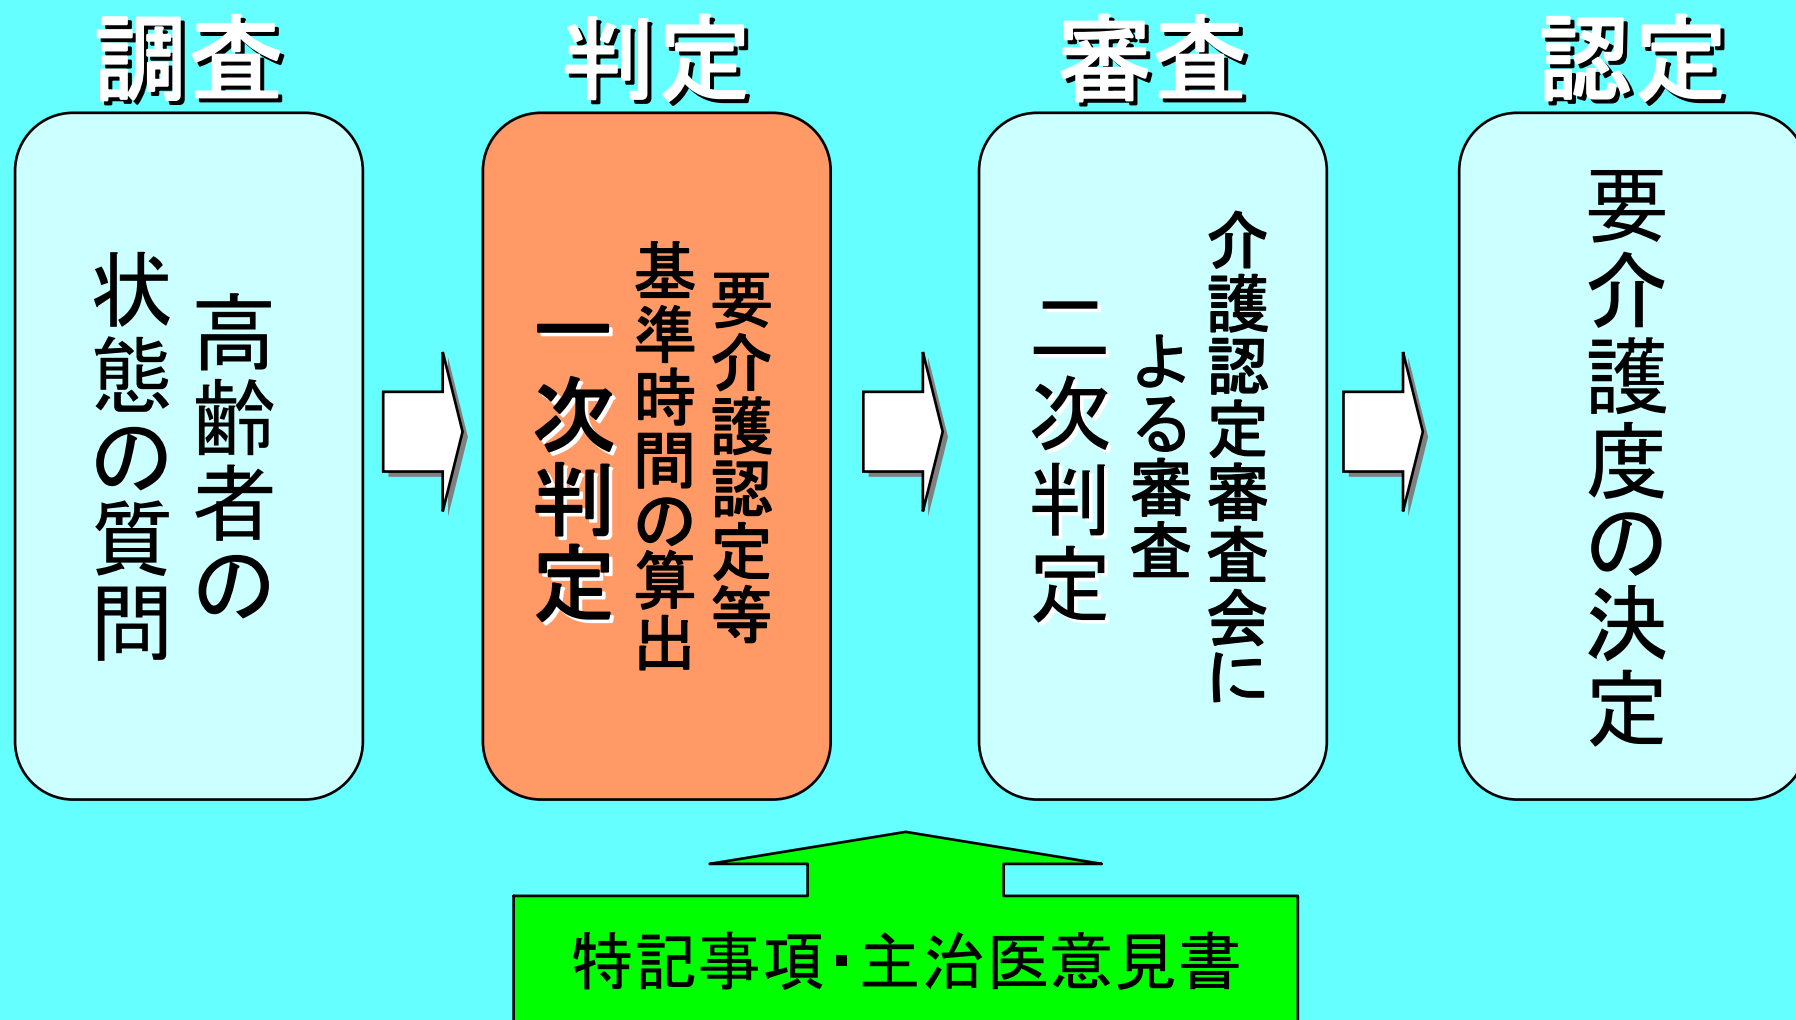 調査
高齢者の
状態の質問
判定
要介護認定等
基準時間の算出
一次判定
審査
介護認定審査会に
よる審査
二次判定
認定
要介護度の決定
特記事項・主治医意見書